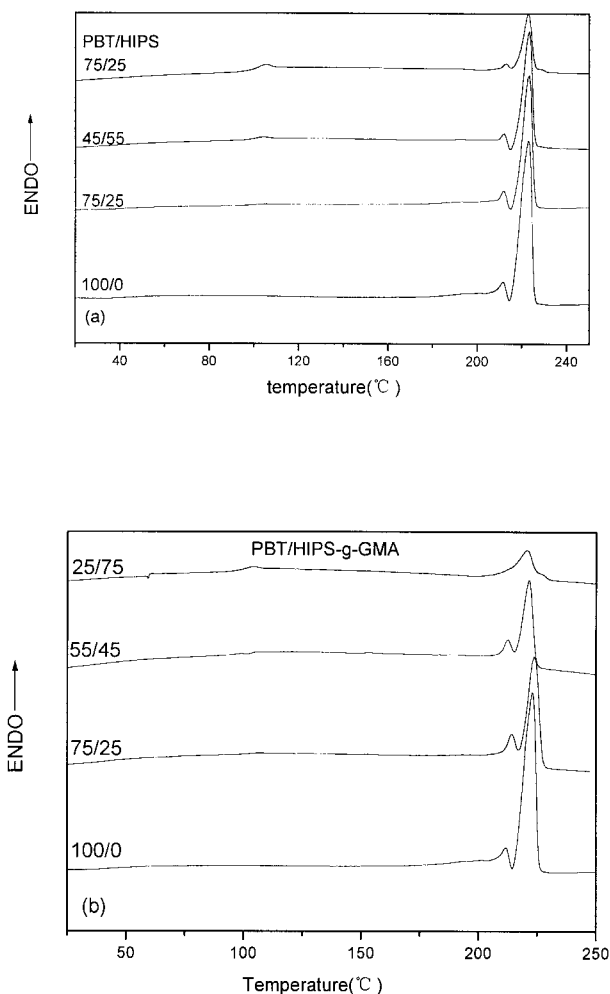 PBT/HIPS
75/25
45/55
75/25
100/0
(a)
ENDO
40 80 120 160 200 240
temperature(℃)
PBT/HIPS-g-GMA
25/75
55/45
75/25
100/0
(b)
ENDO
50 100 150 200 250
Temperature(℃)